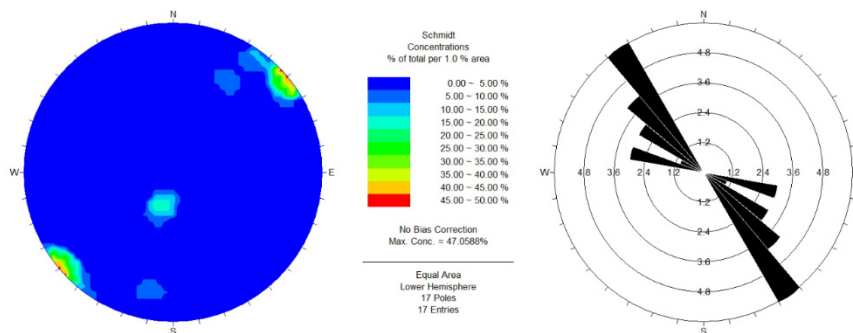 N
W
E
S
Schmidt
Concentrations
% of total per 1.0 % area
0.00 ~ 5.00 %
5.00 ~ 10.00 %
10.00 ~ 15.00 %
15.00 ~ 20.00 %
20.00 ~ 25.00 %
25.00 ~ 30.00 %
30.00 ~ 35.00 %
35.00 ~ 40.00 %
40.00 ~ 45.00 %
45.00 ~ 50.00 %
No Bias Correction
Max. Conc. = 47.0588%
Equal Area
Lower Hemisphere
17 Poles
17 Entries
N
4.8
3.6
2.4
1.2
W
4.8
3.6
2.4
1.2
1.2
2.4
3.6
4.8
E
1.2
2.4
3.6
4.8
S